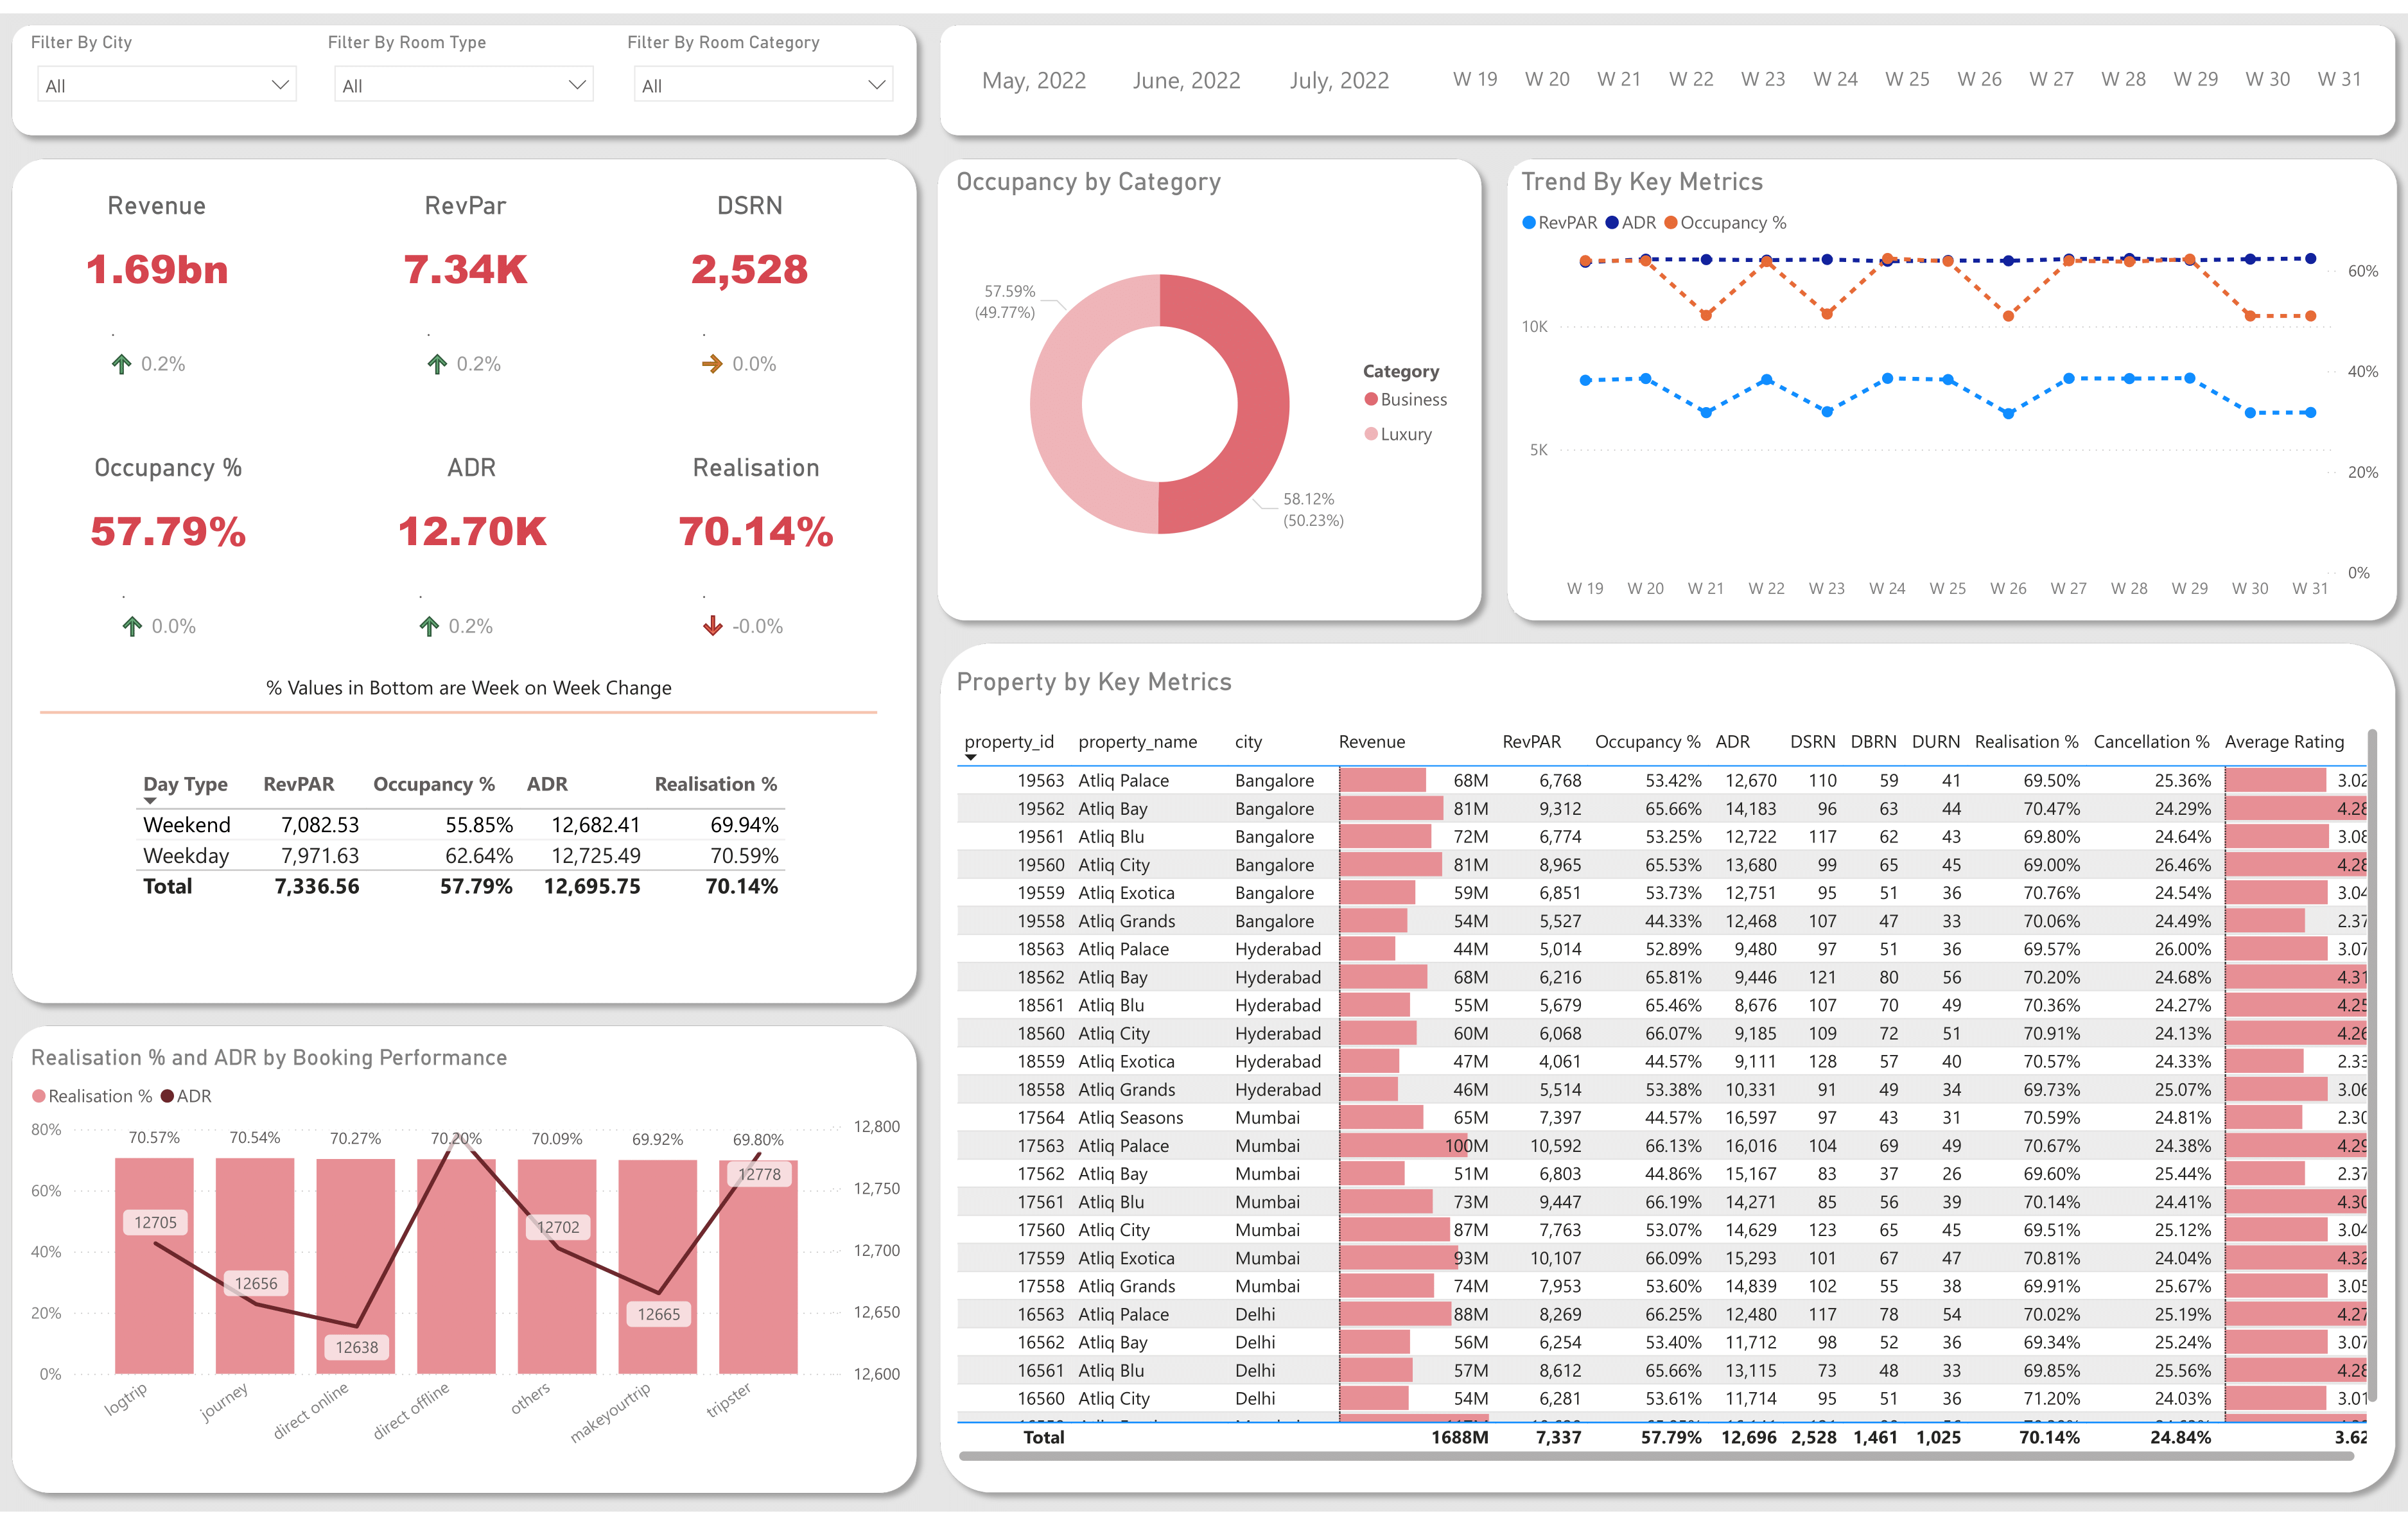 Filter By City
All
Filter By Room Type
All
Filter By Room Category
All
May, 2022 June, 2022 July, 2022
W 19 W 20 W 21 W 22 W 23 W 24 W 25 W 26 W 27 W 28 W 29 W 30 W 31
Revenue
1.69bn
0.2%
RevPar
7.34K
0.2%
DSRN
2,528
0.0%
Occupancy %
57.79%
0.0%
ADR
12.70K
0.2%
Realisation
70.14%
-0.0%
% Values in Bottom are Week on Week Change
Day Type RevPAR Occupancy % ADR Realisation %
Weekend 7,082.53 55.85% 12,682.41 69.94%
Weekday 7,971.63 62.64% 12,725.49 70.59%
Total 7,336.56 57.79% 12,695.75 70.14%
Realisation % and ADR by Booking Performance
Realisation % ADR
80% 60% 40% 20% 0%
70.57% 70.54% 70.27% 70.20% 70.09% 69.92% 69.80%
12705 12656 12638 12702 12665 12778
12,800 12,750 12,700 12,650 12,600
logtrip journey direct online direct offline others makeyourtrip tripster
Occupancy by Category
57.59%
(49.77%)
58.12%
(50.23%)
Category
Business
Luxury
Trend By Key Metrics
RevPAR ADR Occupancy %
10K
5K
60%
40%
20%
0%
W 19 W 20 W 21 W 22 W 23 W 24 W 25 W 26 W 27 W 28 W 29 W 30 W 31
Property by Key Metrics
property_id property_name city Revenue RevPAR Occupancy % ADR DSRN DBRN DURN Realisation % Cancellation % Average Rating
19563 Atliq Palace Bangalore 68M 6,768 53.42% 12,670 110 59 41 69.50% 25.36% 3.02
19562 Atliq Bay Bangalore 81M 9,312 65.66% 14,183 96 63 44 70.47% 24.29% 4.28
19561 Atliq Blu Bangalore 72M 6,774 53.25% 12,722 117 62 43 69.80% 24.64% 3.08
19560 Atliq City Bangalore 81M 8,965 65.53% 13,680 99 65 45 69.00% 26.46% 4.28
19559 Atliq Exotica Bangalore 59M 6,851 53.73% 12,751 95 51 36 70.76% 24.54% 3.04
19558 Atliq Grands Bangalore 54M 5,527 44.33% 12,468 107 47 33 70.06% 24.49% 2.37
18563 Atliq Palace Hyderabad 44M 5,014 52.89% 9,480 97 51 36 69.57% 26.00% 3.07
18562 Atliq Bay Hyderabad 68M 6,216 65.81% 9,446 121 80 56 70.20% 24.68% 4.31
18561 Atliq Blu Hyderabad 55M 5,679 65.46% 8,676 107 70 49 70.36% 24.27% 4.25
18560 Atliq City Hyderabad 60M 6,068 66.07% 9,185 109 72 51 70.91% 24.13% 4.26
18559 Atliq Exotica Hyderabad 47M 4,061 44.57% 9,111 128 57 40 70.57% 24.33% 2.33
18558 Atliq Grands Hyderabad 46M 5,514 53.38% 10,331 91 49 34 69.73% 25.07% 3.06
17564 Atliq Seasons Mumbai 65M 7,397 44.57% 16,597 97 43 31 70.59% 24.81% 2.30
17563 Atliq Palace Mumbai 100M 10,592 66.13% 16,016 104 69 49 70.67% 24.38% 4.29
17562 Atliq Bay Mumbai 51M 6,803 44.86% 15,167 83 37 26 69.60% 25.44% 2.37
17561 Atliq Blu Mumbai 73M 9,447 66.19% 14,271 85 56 39 70.14% 24.41% 4.30
17560 Atliq City Mumbai 87M 7,763 53.07% 14,629 123 65 45 69.51% 25.12% 3.04
17559 Atliq Exotica Mumbai 93M 10,107 66.09% 15,293 101 67 47 70.81% 24.04% 4.32
17558 Atliq Grands Mumbai 74M 7,953 53.60% 14,839 102 55 38 69.91% 25.67% 3.05
16563 Atliq Palace Delhi 88M 8,269 66.25% 12,480 117 78 54 70.02% 25.19% 4.27
16562 Atliq Bay Delhi 56M 6,254 53.40% 11,712 98 52 36 69.34% 25.24% 3.07
16561 Atliq Blu Delhi 57M 8,612 65.66% 13,115 73 48 33 69.85% 25.56% 4.28
16560 Atliq City Delhi 54M 6,281 53.61% 11,714 95 51 36 71.20% 24.03% 3.01
Total 1688M 7,337 57.79% 12,696 2,528 1,461 1,025 70.14% 24.84% 3.62